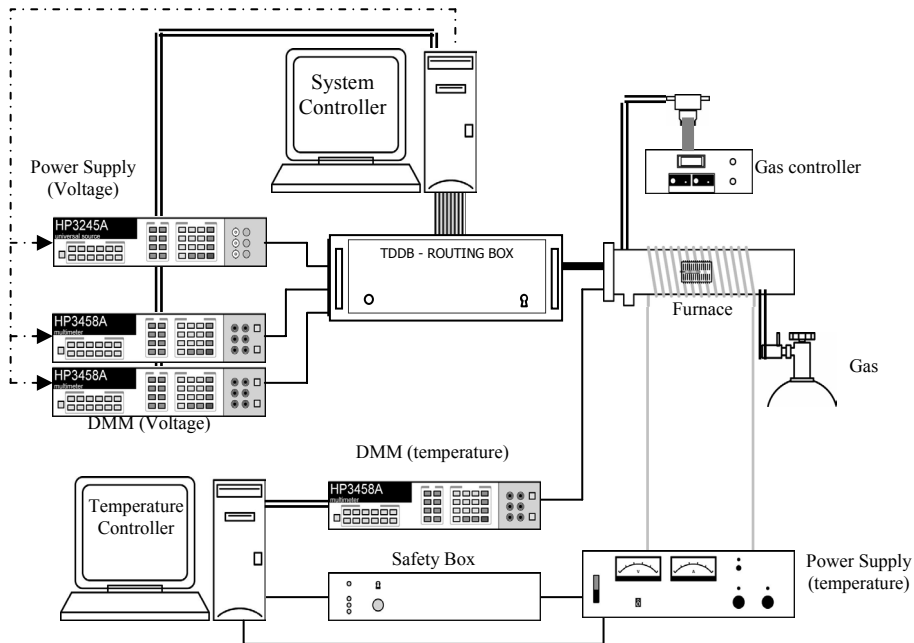 System
Controller
Power Supply
(Voltage)
HP3245A
universal source
TDDB - ROUTING BOX
Gas controller
Furnace
HP3458A
multimeter
HP3458A
multimeter
DMM (Voltage)
Gas
DMM (temperature)
HP3458A
multimeter
Temperature
Controller
Safety Box
V
A
Power Supply
(temperature)